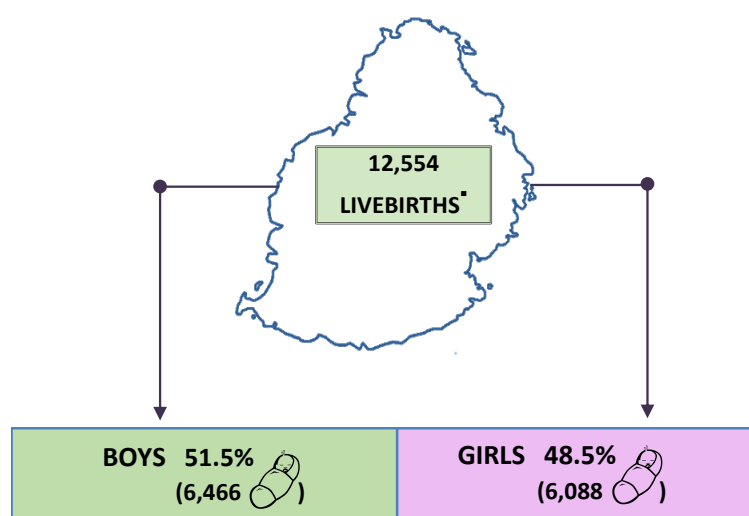 12,554
LIVEBIRTHS
BOYS 51.5%
(6,466 )
GIRLS 48.5%
(6,088 )